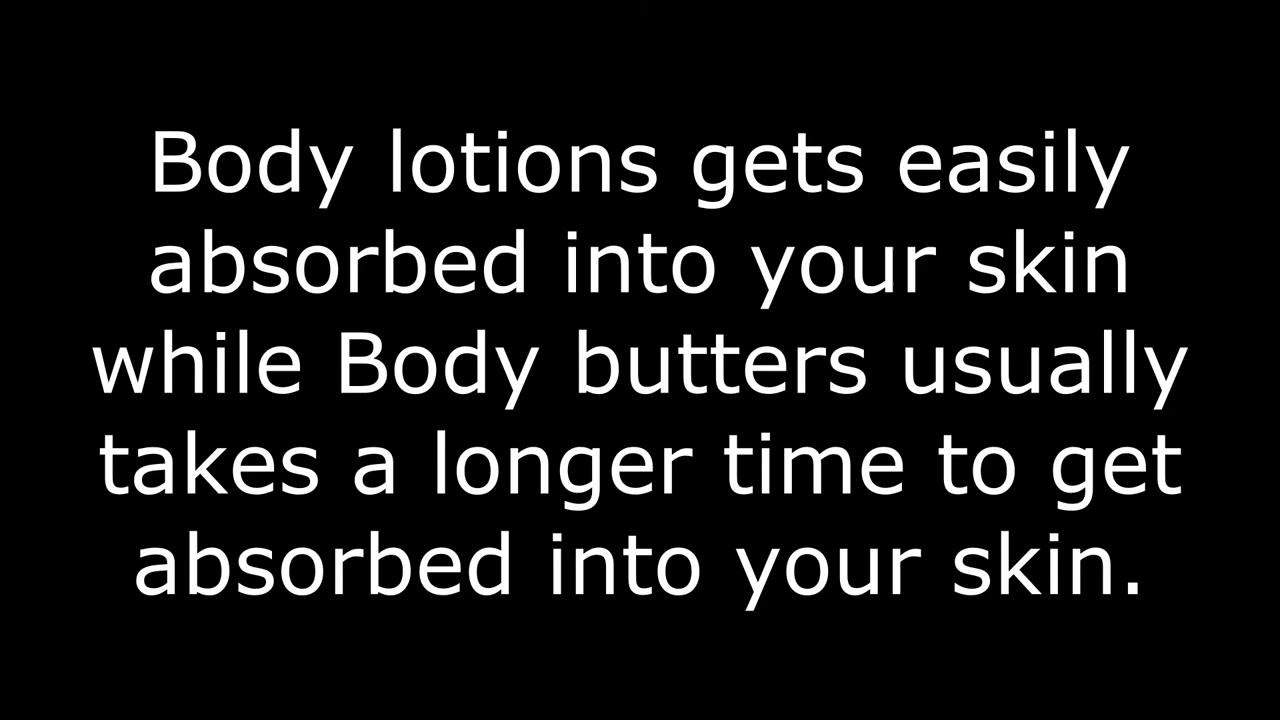 Body lotions gets easily
absorbed into your skin
while Body butters usually
takes a longer time to get
absorbed into your skin.